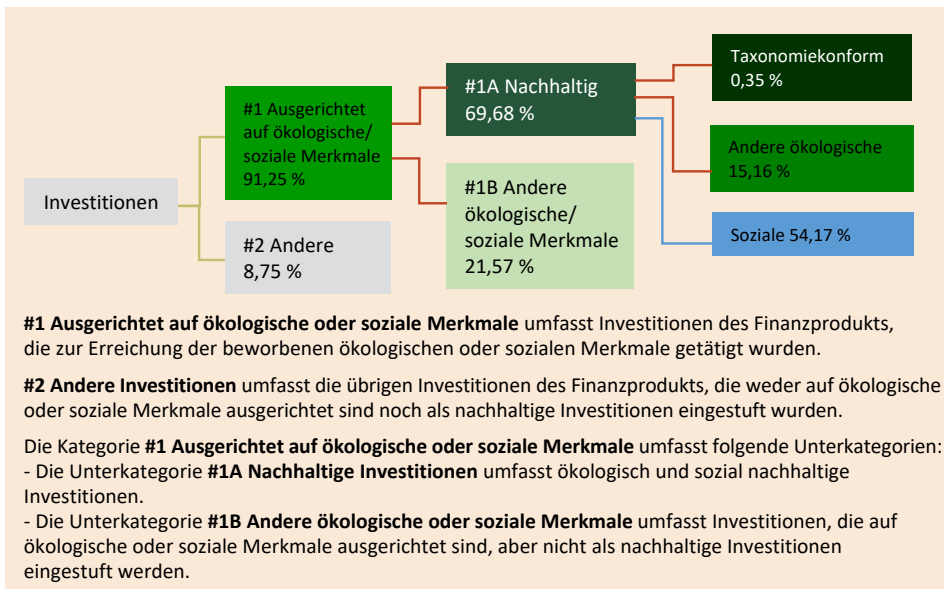 Investitionen
#1 Ausgerichtet
auf ökologische/
soziale Merkmale
91,25 %
#2 Andere
8,75 %
#1A Nachhaltig
69,68 %
#1B Andere
ökologische/
soziale Merkmale
21,57 %
Taxonomiekonform
0,35 %
Andere ökologische
15,16 %
Soziale 54,17 %
#1 Ausgerichtet auf ökologische oder soziale Merkmale umfasst Investitionen des Finanzprodukts,
die zur Erreichung der beworbenen ökologischen oder sozialen Merkmale getätigt wurden.
#2 Andere Investitionen umfasst die übrigen Investitionen des Finanzprodukts, die weder auf ökologische
oder soziale Merkmale ausgerichtet sind noch als nachhaltige Investitionen eingestuft wurden.
Die Kategorie #1 Ausgerichtet auf ökologische oder soziale Merkmale umfasst folgende Unterkategorien:
- Die Unterkategorie #1A Nachhaltige Investitionen umfasst ökologisch und sozial nachhaltige
Investitionen.
- Die Unterkategorie #1B Andere ökologische oder soziale Merkmale umfasst Investitionen, die auf
ökologische oder soziale Merkmale ausgerichtet sind, aber nicht als nachhaltige Investitionen
eingestuft werden.